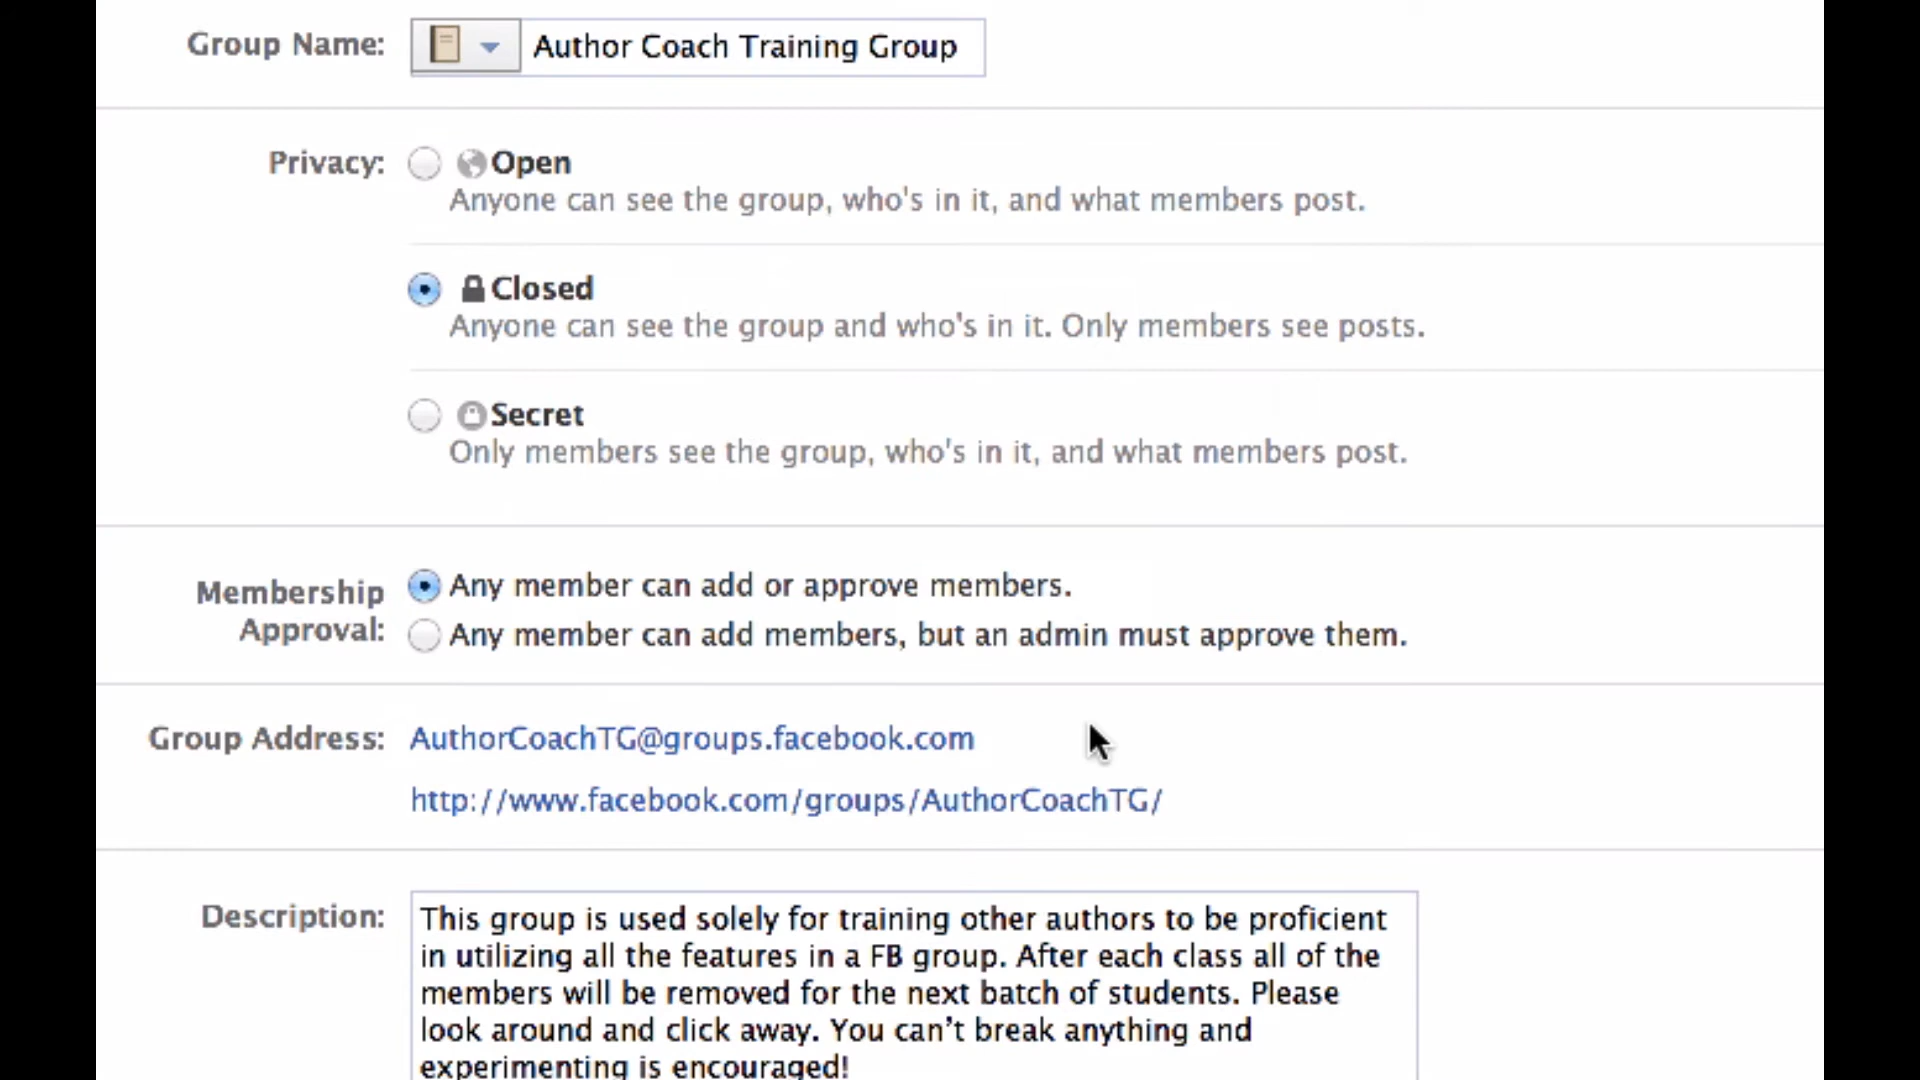 Group Name: Author Coach Training Group
Privacy: Open
Anyone can see the group, who's in it, and what members post.
Closed
Anyone can see the group and who's in it. Only members see posts.
Secret
Only members see the group, who's in it, and what members post.
Membership Approval:
Any member can add or approve members.
Any member can add members, but an admin must approve them.
Group Address: AuthorCoachTG@groups.facebook.com
http://www.facebook.com/groups/AuthorCoachTG/
Description: This group is used solely for training other authors to be proficient
in utilizing all the features in a FB group. After each class all of the
members will be removed for the next batch of students. Please
look around and click away. You can't break anything and
experimenting is encouraged!